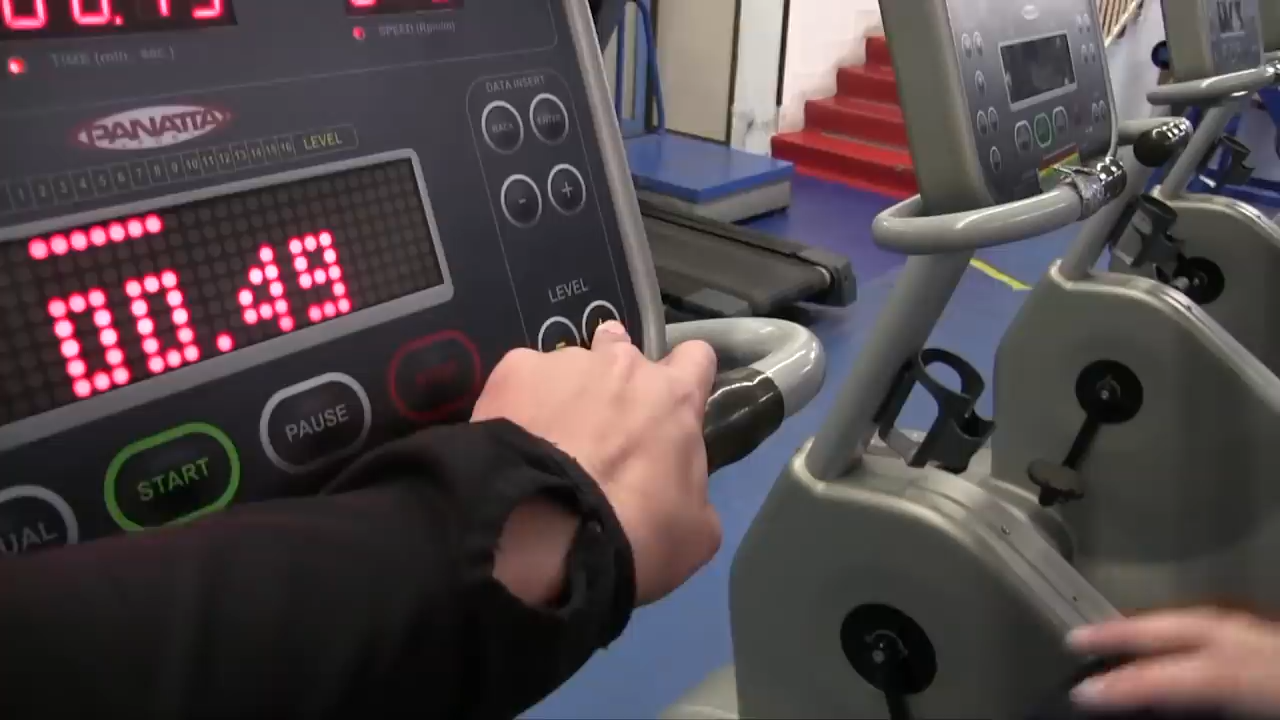 TIME (min, sec.)
SPEED (Rpm/m)
PANATTA
1 2 3 4 5 6 7 8 9 10 11 12 13 14 15 16 LEVEL
DATA INSERT
BACK ENTER
- +
00.49
LEVEL
PAUSE
START
UAL